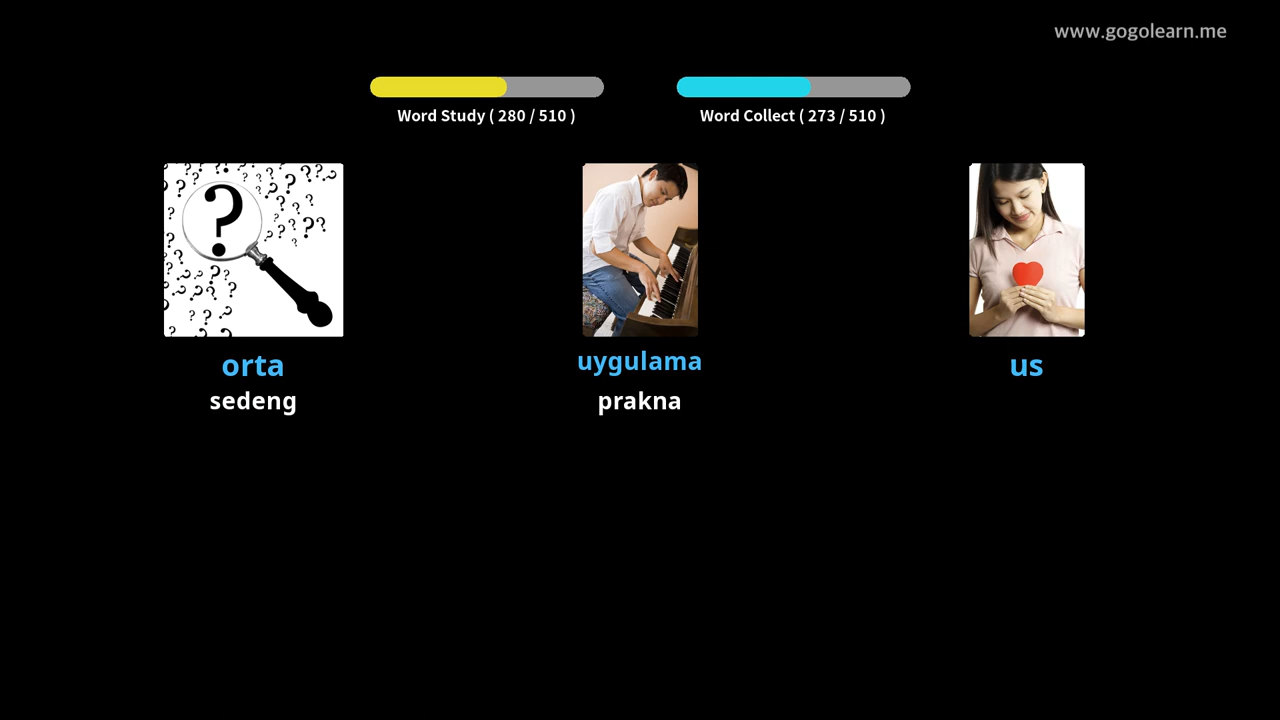 www.gogolearn.me
Word Study ( 280 / 510 )
Word Collect ( 273 / 510 )
orta
sedeng
uygulama
prakna
us